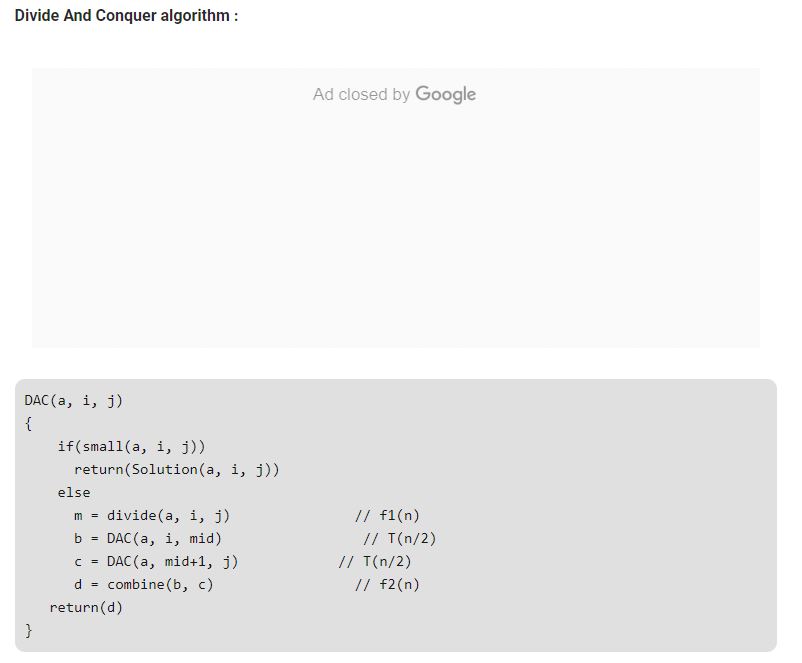 Divide And Conquer algorithm :
Ad closed by Google
DAC(a, i, j)
{
    if(small(a, i, j))
      return(Solution(a, i, j))
    else
      m = divide(a, i, j)               // f1(n)
      b = DAC(a, i, mid)                 // T(n/2)
      c = DAC(a, mid+1, j)            // T(n/2)
      d = combine(b, c)                 // f2(n)
   return(d)
}